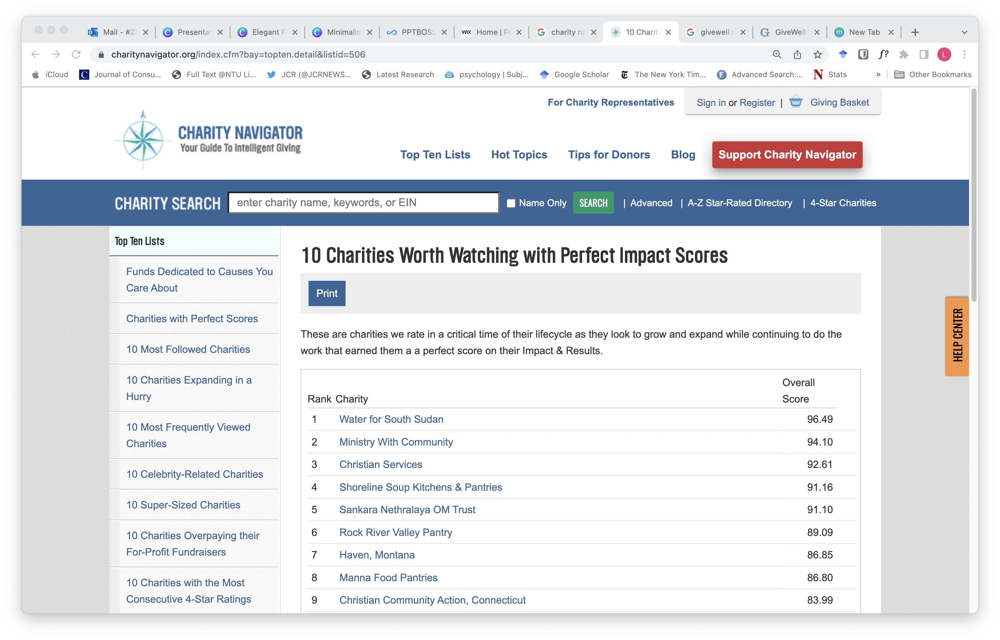 Mail - #Z
Presentat
Elegant F
Minimalis
PPTBOSS
WIX Home | Pe
charity na
10 Chariti
givewell r
GiveWell
New Tab
charitynavigator.org/index.cfm?bay=topten.detail&listid=506
f?
L
iCloud
Journal of Consu...
Full Text @NTU Li...
JCR (@JCRNEWS...
Latest Research
psychology | Subj...
Google Scholar
The New York Tim...
Advanced Search:...
Stats
»
Other Bookmarks
For Charity Representatives
Sign in or Register |
Giving Basket
CHARITY NAVIGATOR
Your Guide To Intelligent Giving
Top Ten Lists
Hot Topics
Tips for Donors
Blog
Support Charity Navigator
CHARITY SEARCH
enter charity name, keywords, or EIN
Name Only
SEARCH
| Advanced
| A-Z Star-Rated Directory
| 4-Star Charities
Top Ten Lists
Funds Dedicated to Causes You
Care About
Charities with Perfect Scores
10 Most Followed Charities
10 Charities Expanding in a
Hurry
10 Most Frequently Viewed
Charities
10 Celebrity-Related Charities
10 Super-Sized Charities
10 Charities Overpaying their
For-Profit Fundraisers
10 Charities with the Most
Consecutive 4-Star Ratings
10 Charities Worth Watching with Perfect Impact Scores
Print
These are charities we rate in a critical time of their lifecycle as they look to grow and expand while continuing to do the
work that earned them a a perfect score on their Impact & Results.
Overall
Rank Charity Score
1 Water for South Sudan 96.49
2 Ministry With Community 94.10
3 Christian Services 92.61
4 Shoreline Soup Kitchens & Pantries 91.16
5 Sankara Nethralaya OM Trust 91.10
6 Rock River Valley Pantry 89.09
7 Haven, Montana 86.85
8 Manna Food Pantries 86.80
9 Christian Community Action, Connecticut 83.99
HELP CENTER